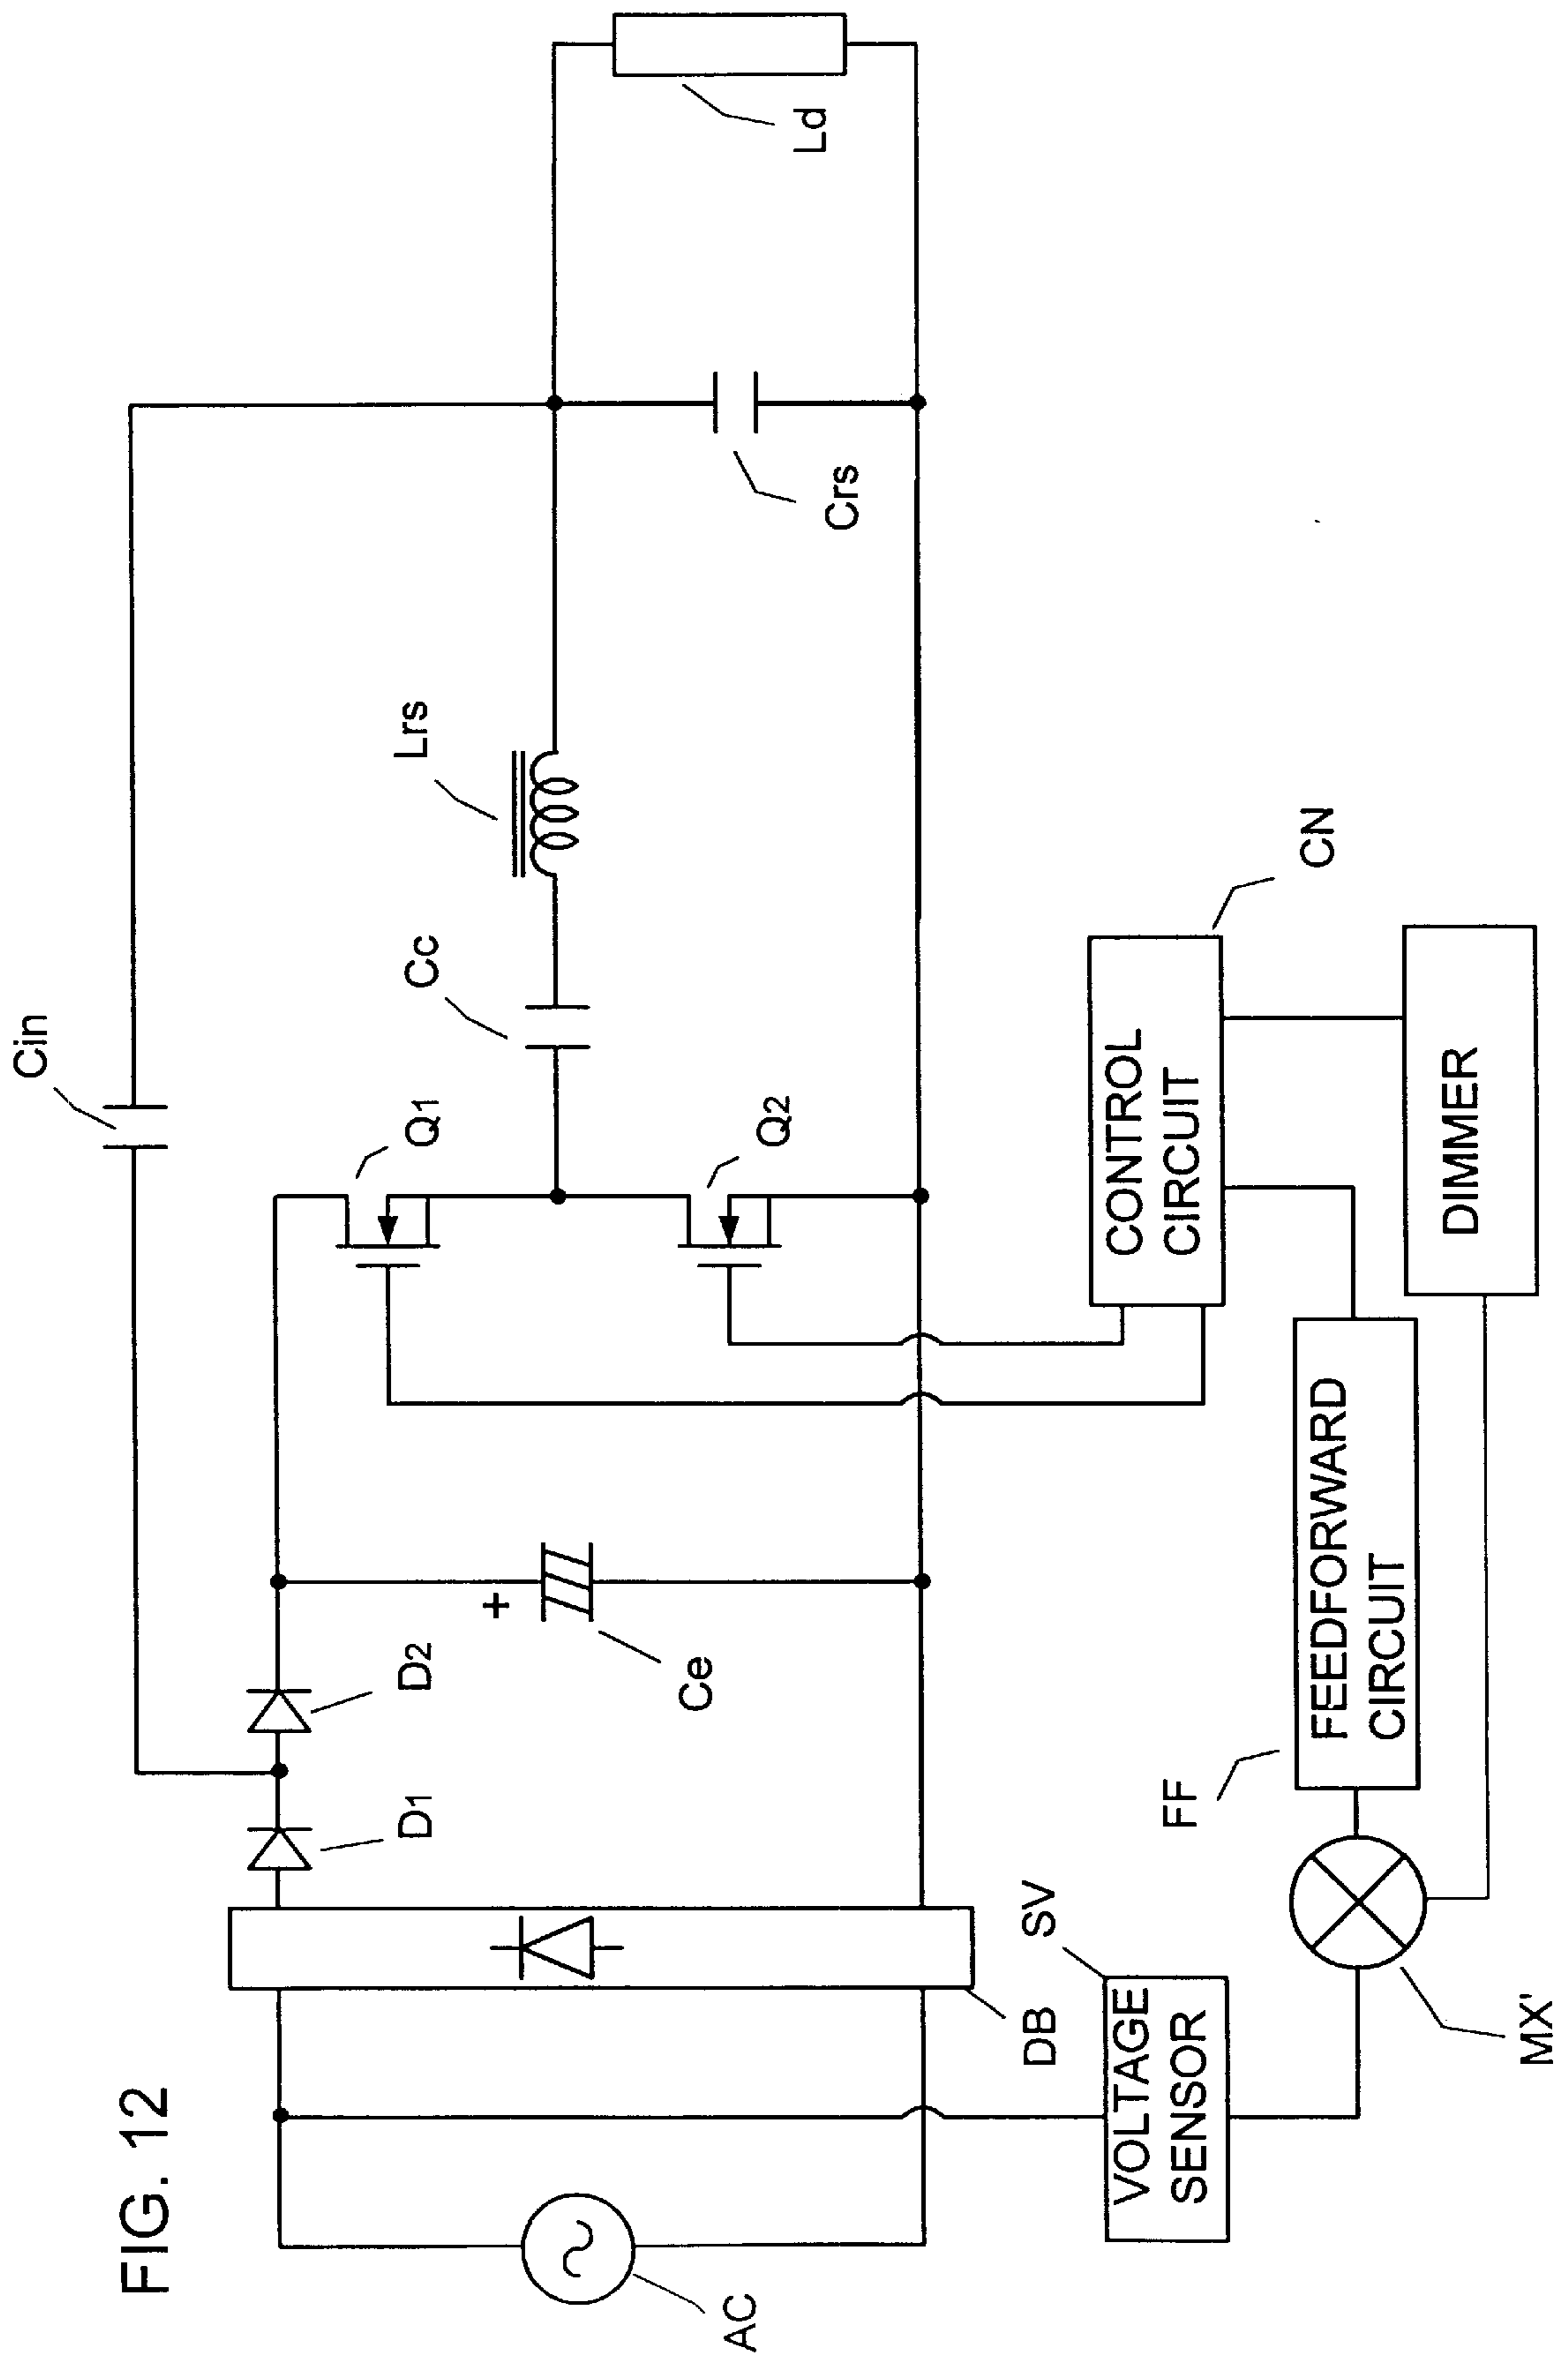 FIG. 12
Cin
Lrs
Cc
Q1
Q2
D1
D2
Ce
Crs
Ld
AC
DB
SV
VOLTAGE
SENSOR
MX'
FF
FEEDFORWARD
CIRCUIT
CN
CONTROL
CIRCUIT
DIMMER
+